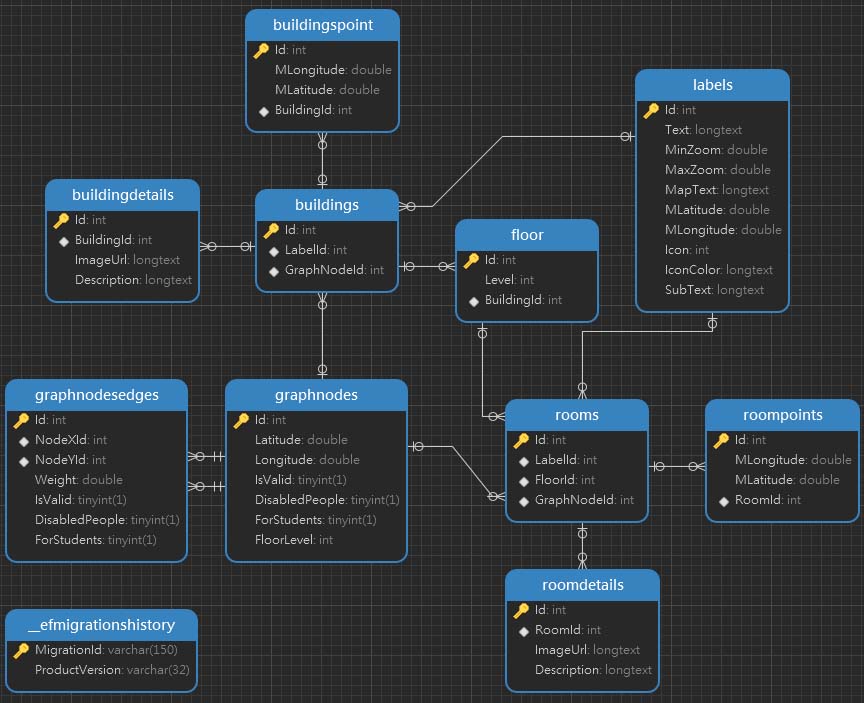 buildingspoint
Id: int
MLongitude: double
MLatitude: double
BuildingId: int
labels
Id: int
Text: longtext
MinZoom: double
MaxZoom: double
MapText: longtext
MLatitude: double
MLongitude: double
Icon: int
IconColor: longtext
SubText: longtext
buildingdetails
Id: int
BuildingId: int
ImageUrl: longtext
Description: longtext
buildings
Id: int
LabelId: int
GraphNodeId: int
floor
Id: int
Level: int
BuildingId: int
graphnodesedges
Id: int
NodeXId: int
NodeYId: int
Weight: double
IsValid: tinyint(1)
DisabledPeople: tinyint(1)
ForStudents: tinyint(1)
graphnodes
Id: int
Latitude: double
Longitude: double
IsValid: tinyint(1)
DisabledPeople: tinyint(1)
ForStudents: tinyint(1)
FloorLevel: int
rooms
Id: int
LabelId: int
FloorId: int
GraphNodeId: int
roompoints
Id: int
MLongitude: double
MLatitude: double
RoomId: int
roomdetails
Id: int
RoomId: int
ImageUrl: longtext
Description: longtext
__efmigrationshistory
MigrationId: varchar(150)
ProductVersion: varchar(32)